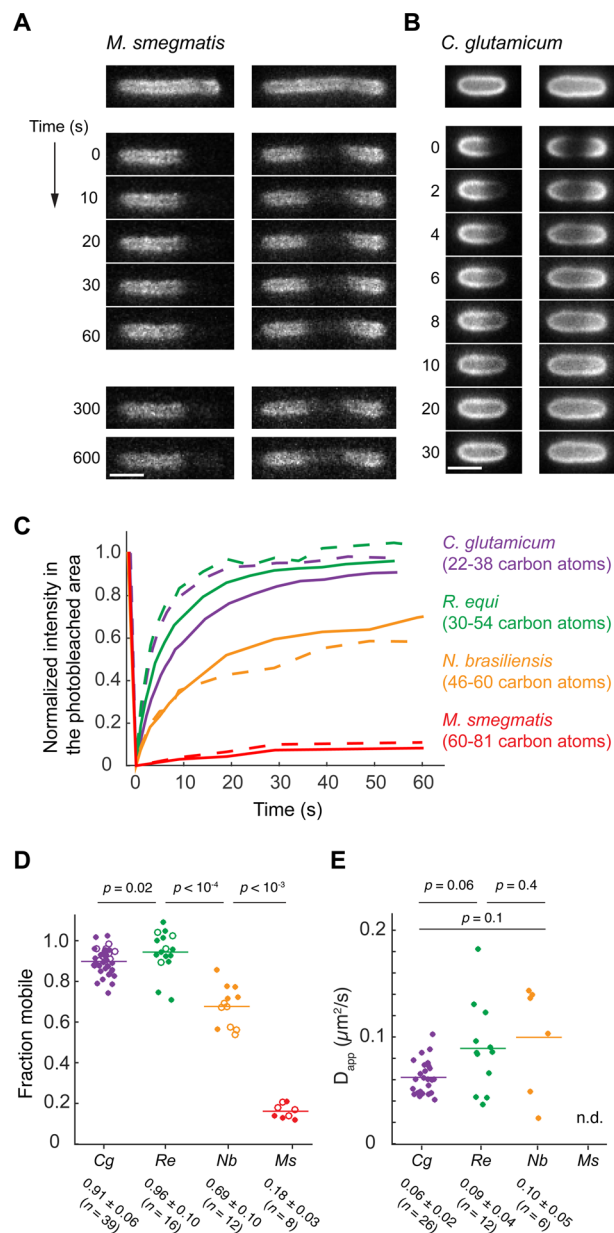 A
M. smegmatis
B
C. glutamicum
Time (s)
0
10
20
30
60
300
600
0
2
4
6
8
10
20
30
C
Normalized intensity in
the photobleached area
1.0
0.8
0.6
0.4
0.2
0
0
10
20
30
40
50
60
Time (s)
C. glutamicum
(22-38 carbon atoms)
R. equi
(30-54 carbon atoms)
N. brasiliensis
(46-60 carbon atoms)
M. smegmatis
(60-81 carbon atoms)
D
p = 0.02
p < 10⁻⁴
p < 10⁻³
Fraction mobile
1.0
0.8
0.6
0.4
0.2
0
Cg
Re
Nb
Ms
0.91 ± 0.06
(n = 39)
0.96 ± 0.10
(n = 16)
0.69 ± 0.10
(n = 12)
0.18 ± 0.03
(n = 8)
E
p = 0.06
p = 0.4
p = 0.1
Dapp (μm²/s)
0.2
0.1
0
n.d.
Cg
Re
Nb
Ms
0.06 ± 0.02
(n = 26)
0.09 ± 0.04
(n = 12)
0.10 ± 0.05
(n = 6)